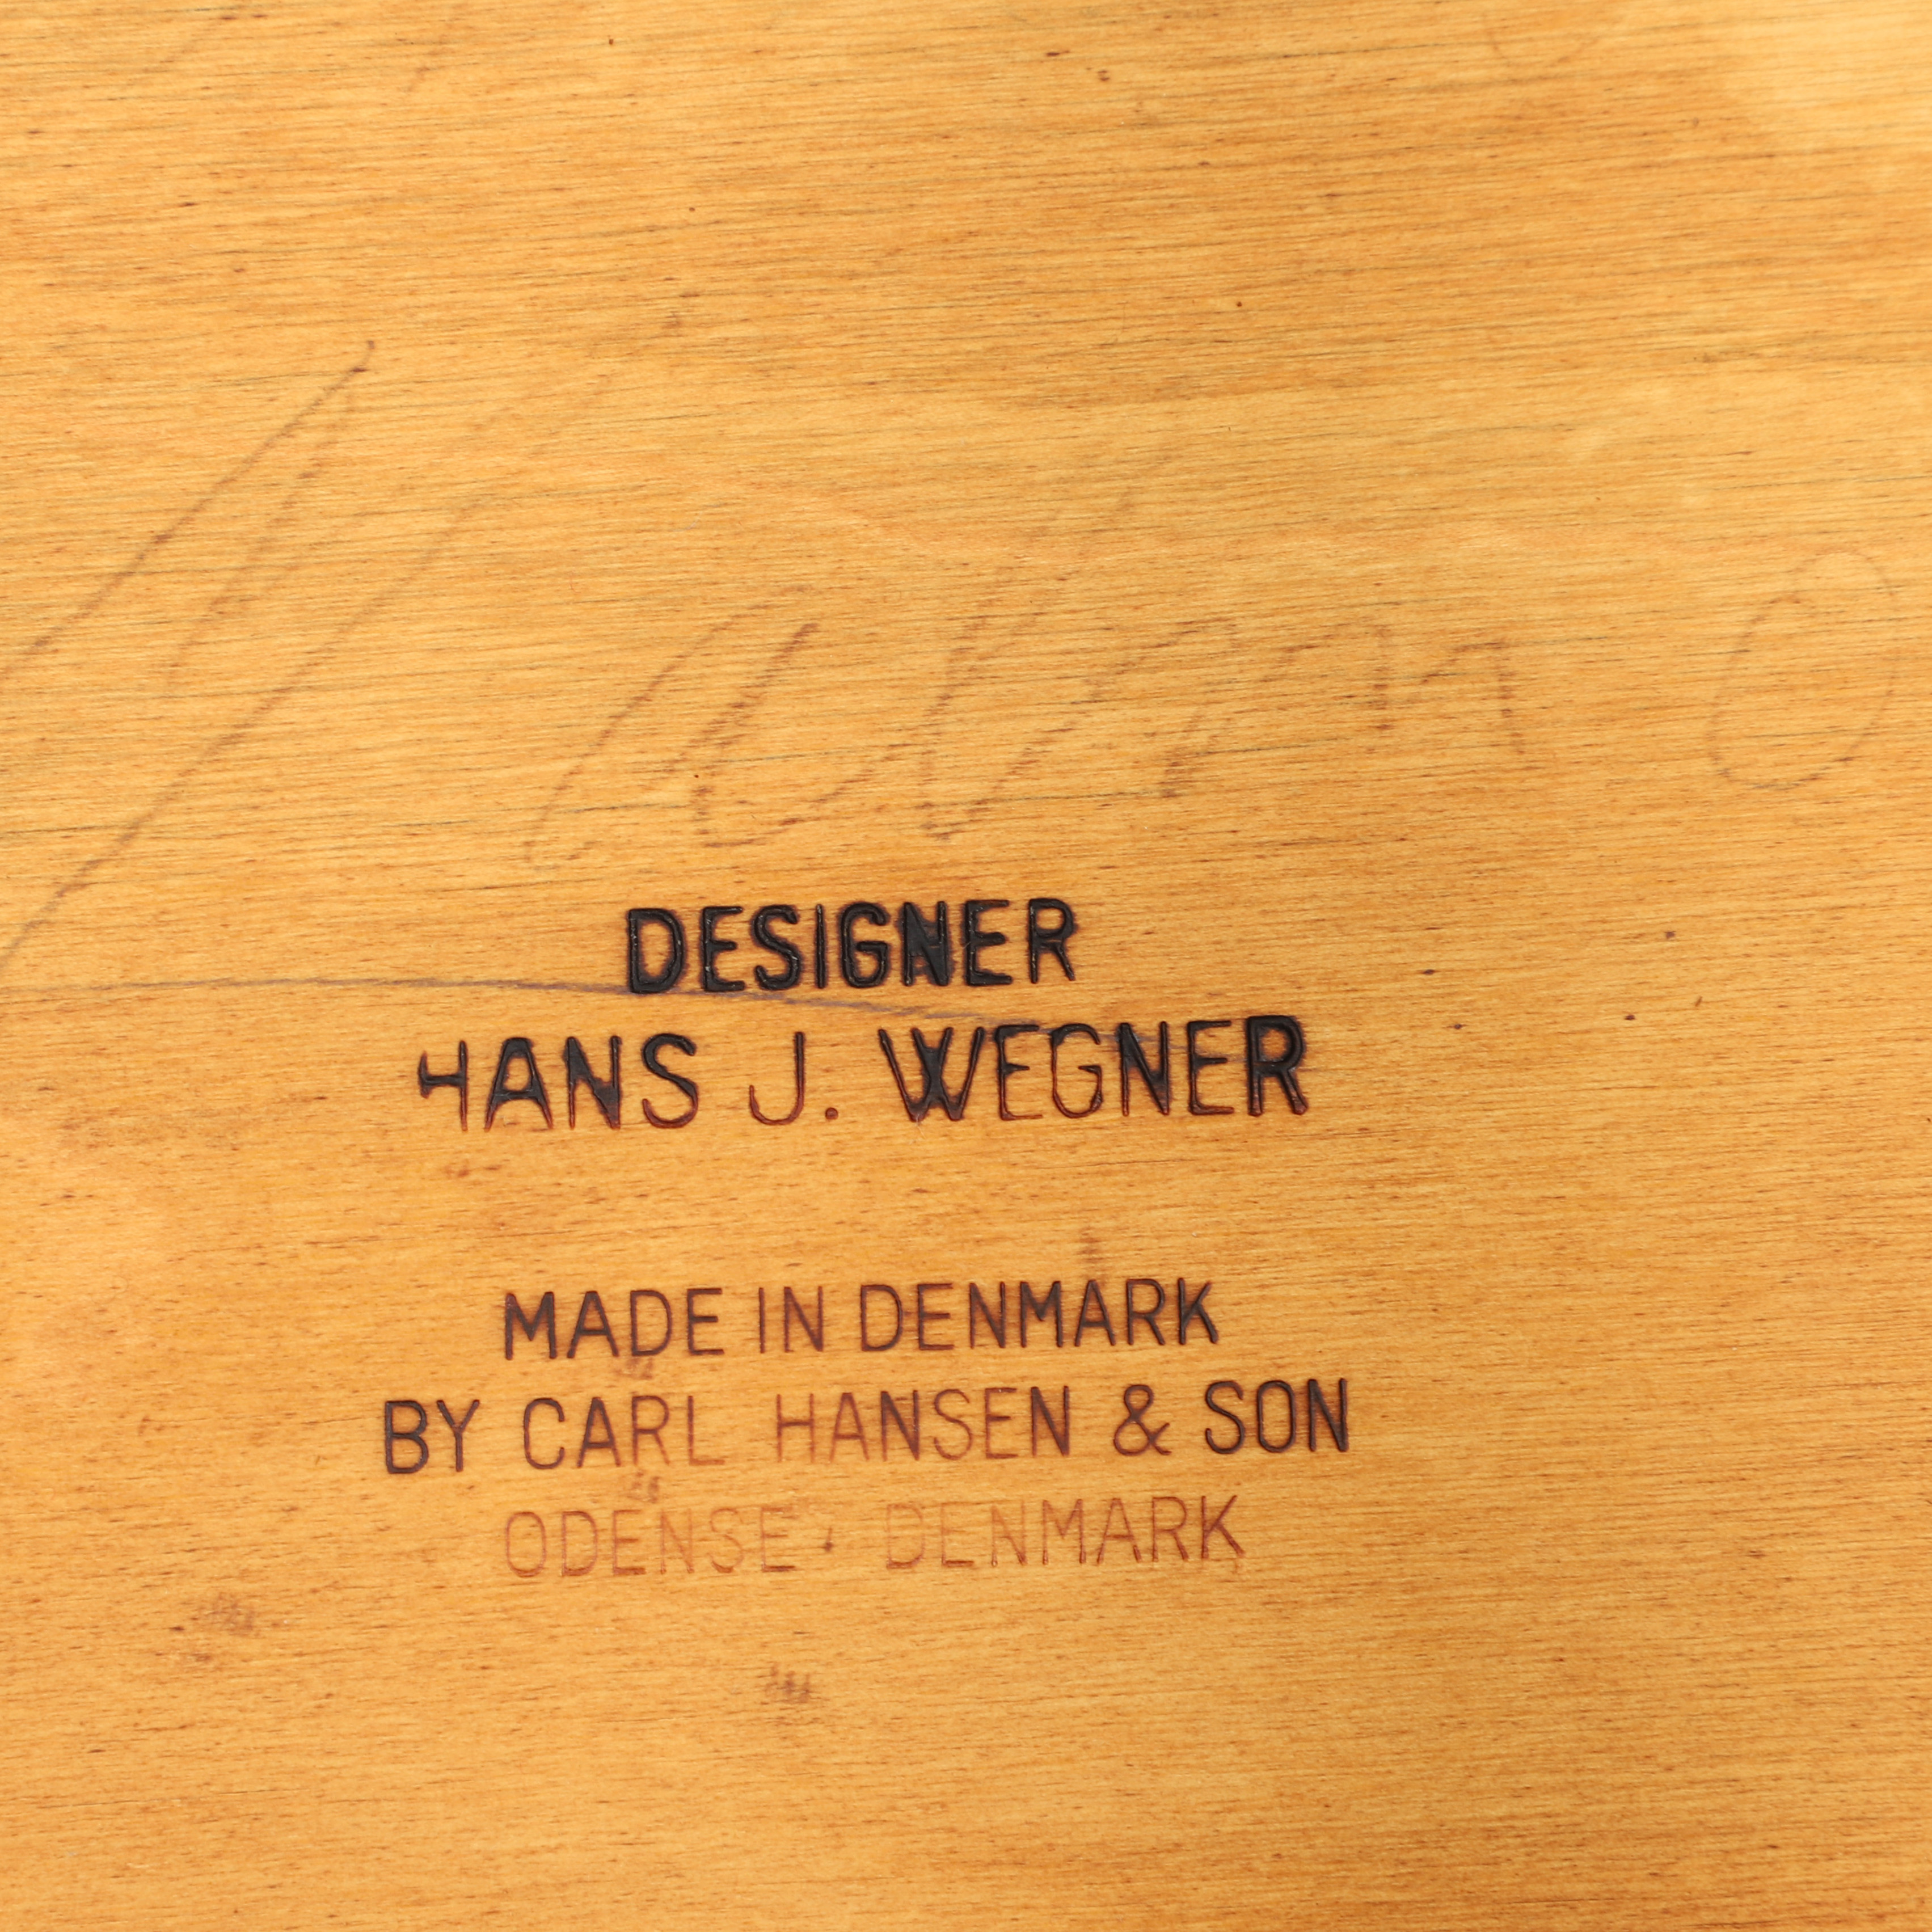 DESIGNER
HANS J. WEGNER
MADE IN DENMARK
BY CARL HANSEN & SON
ODENSE · DENMARK